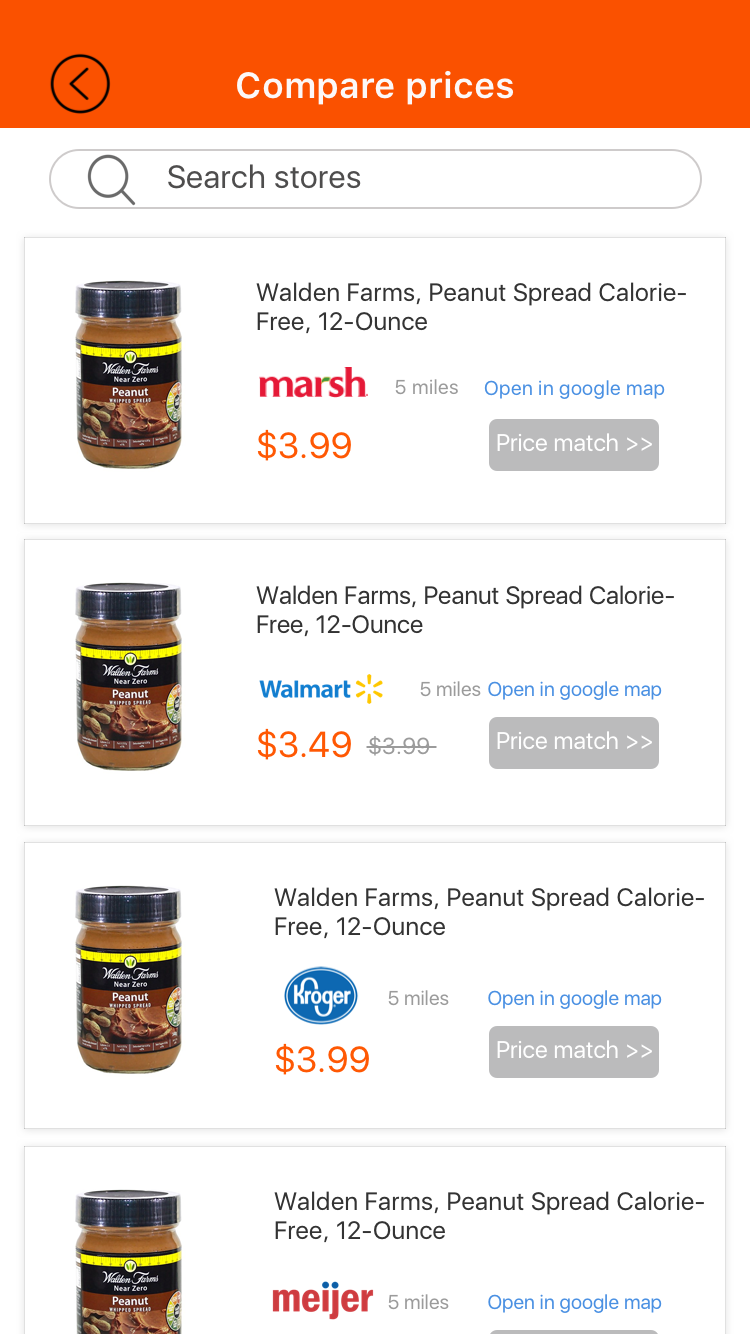 Compare prices
Search stores
Walden Farms, Peanut Spread Calorie-
Free, 12-Ounce
Walden Farms
Near Zero
Peanut
WHIPPED SPREAD
marsh
5 miles
Open in google map
$3.99
Price match >>
Walden Farms, Peanut Spread Calorie-
Free, 12-Ounce
Walden Farms
Near Zero
Peanut
WHIPPED SPREAD
Walmart
5 miles
Open in google map
$3.49
$3.99
Price match >>
Walden Farms, Peanut Spread Calorie-
Free, 12-Ounce
Walden Farms
Near Zero
Peanut
WHIPPED SPREAD
Kroger
5 miles
Open in google map
$3.99
Price match >>
Walden Farms, Peanut Spread Calorie-
Free, 12-Ounce
Walden Farms
Near Zero
Peanut
WHIPPED SPREAD
meijer
5 miles
Open in google map